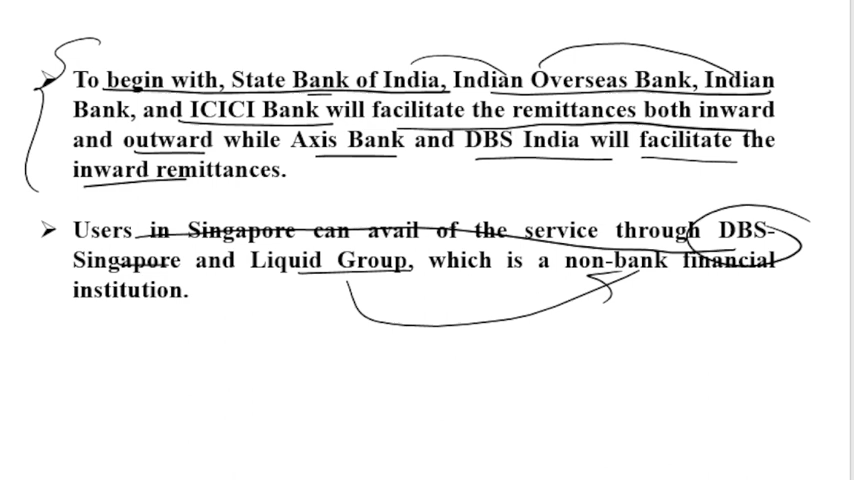 ➤ To begin with, State Bank of India, Indian Overseas Bank, Indian
Bank, and ICICI Bank will facilitate the remittances both inward
and outward while Axis Bank and DBS India will facilitate the
inward remittances.
➤ Users in Singapore can avail of the service through DBS-
Singapore and Liquid Group, which is a non-bank financial
institution.